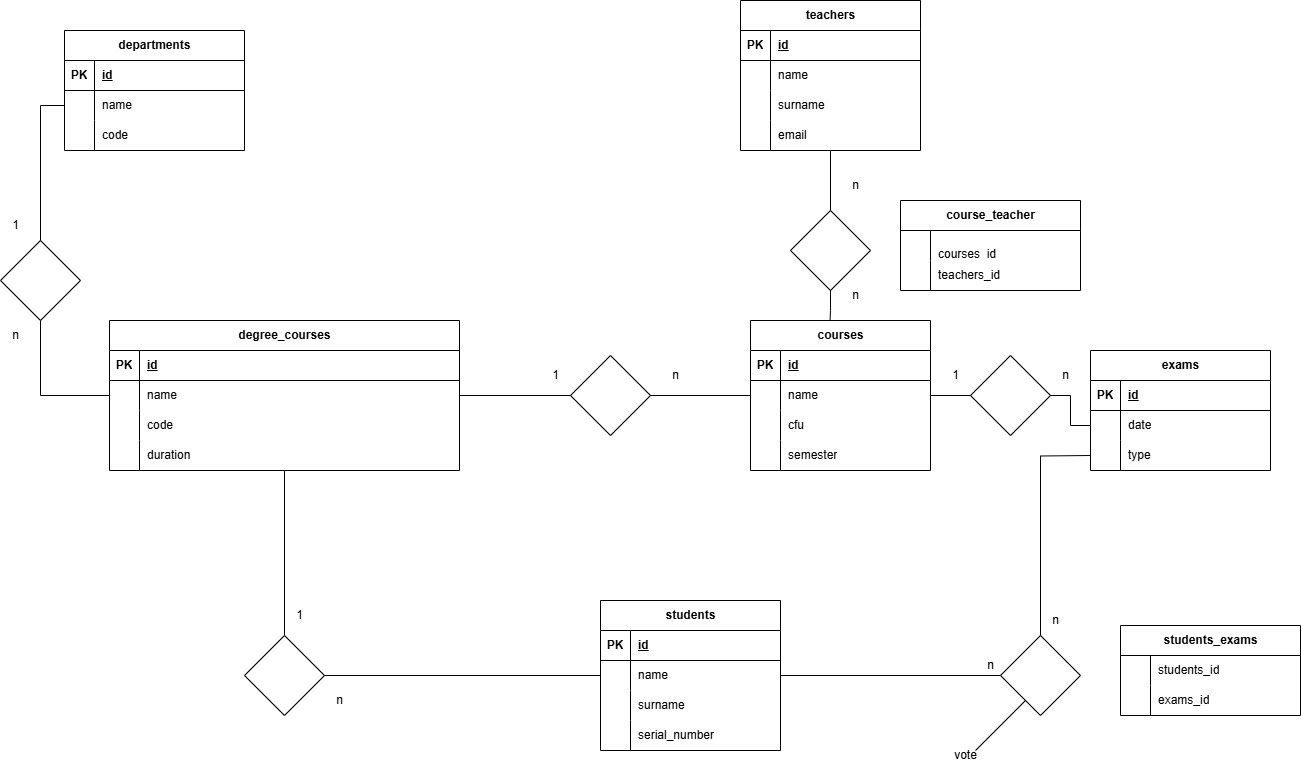 teachers
PK id
name
surname
email
departments
PK id
name
code
1
n
n
n
course_teacher
courses_id
teachers_id
degree_courses
PK id
name
code
duration
1
n
courses
PK id
name
cfu
semester
1
n
exams
PK id
date
type
1
n
students
PK id
name
surname
serial_number
n
n
vote
students_exams
students_id
exams_id